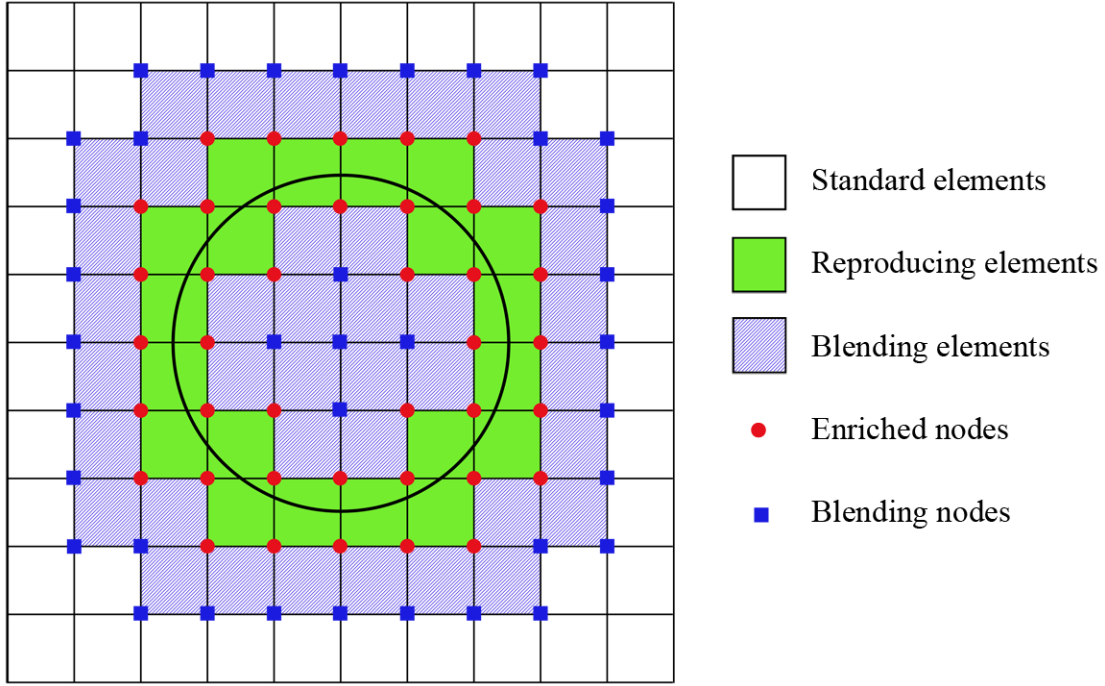 Standard elements
Reproducing elements
Blending elements
Enriched nodes
Blending nodes